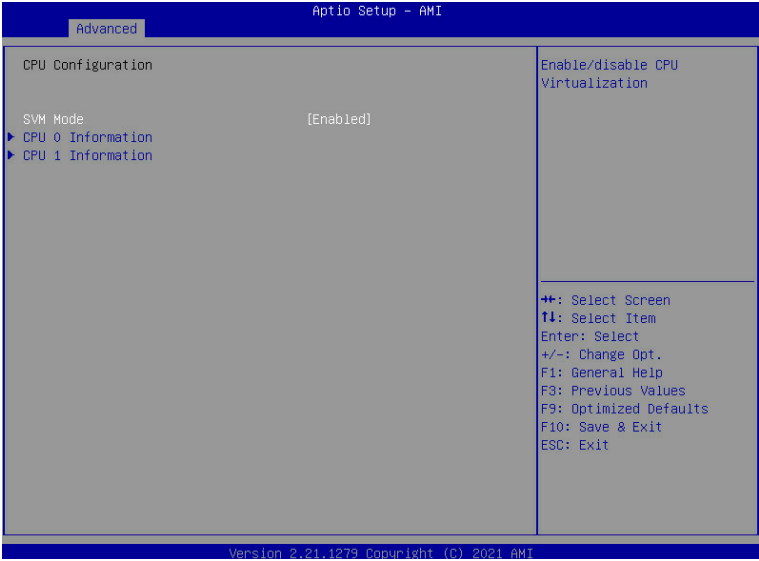 Aptio Setup – AMI
Advanced
CPU Configuration
SVM Mode [Enabled]
CPU 0 Information
CPU 1 Information
Enable/disable CPU
Virtualization
→←: Select Screen
↑↓: Select Item
Enter: Select
+/-: Change Opt.
F1: General Help
F3: Previous Values
F9: Optimized Defaults
F10: Save & Exit
ESC: Exit
Version 2.21.1279 Copyright (C) 2021 AMI